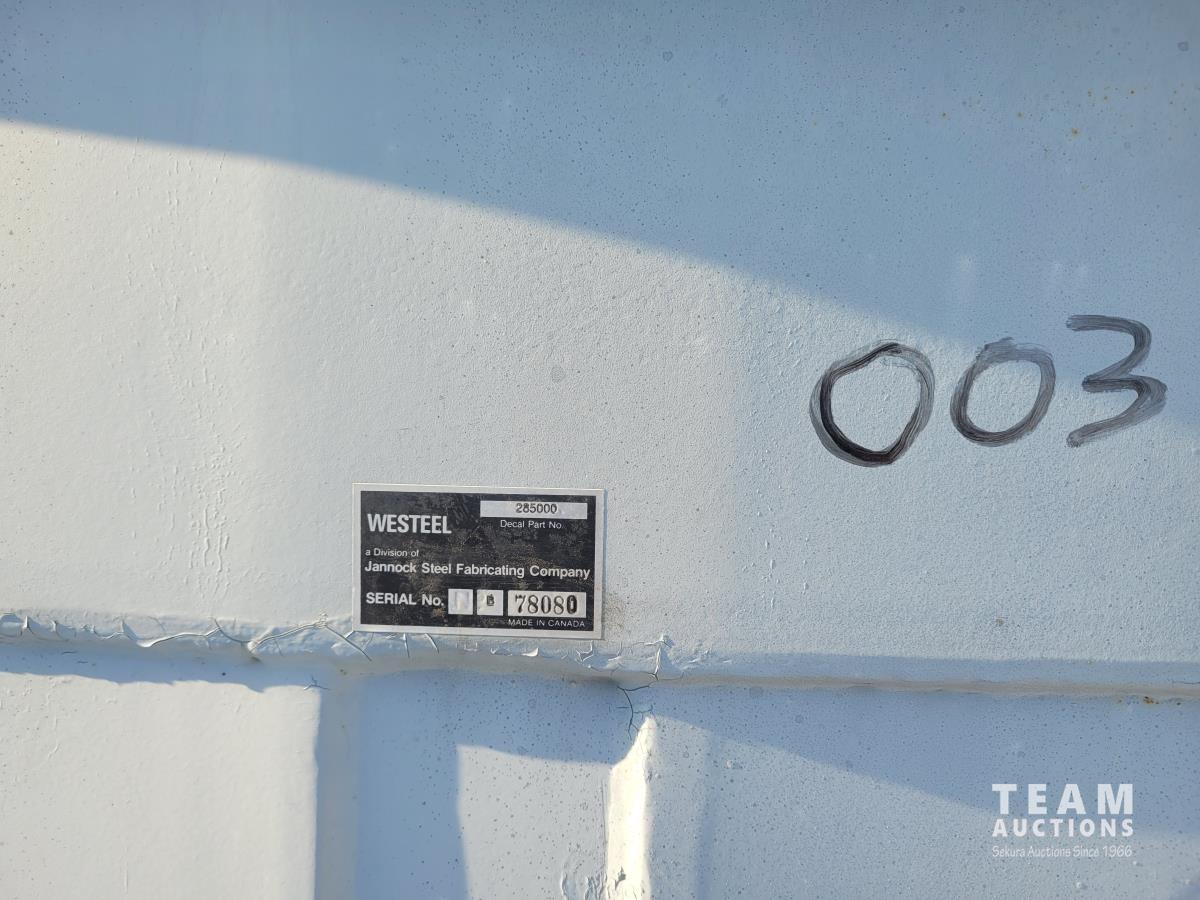 003
285000
WESTEEL
Decal Part No.
a Division of
Jannock Steel Fabricating Company
SERIAL No. N B 78080
MADE IN CANADA
TEAM
AUCTIONS
Sekura Auctions Since 1966